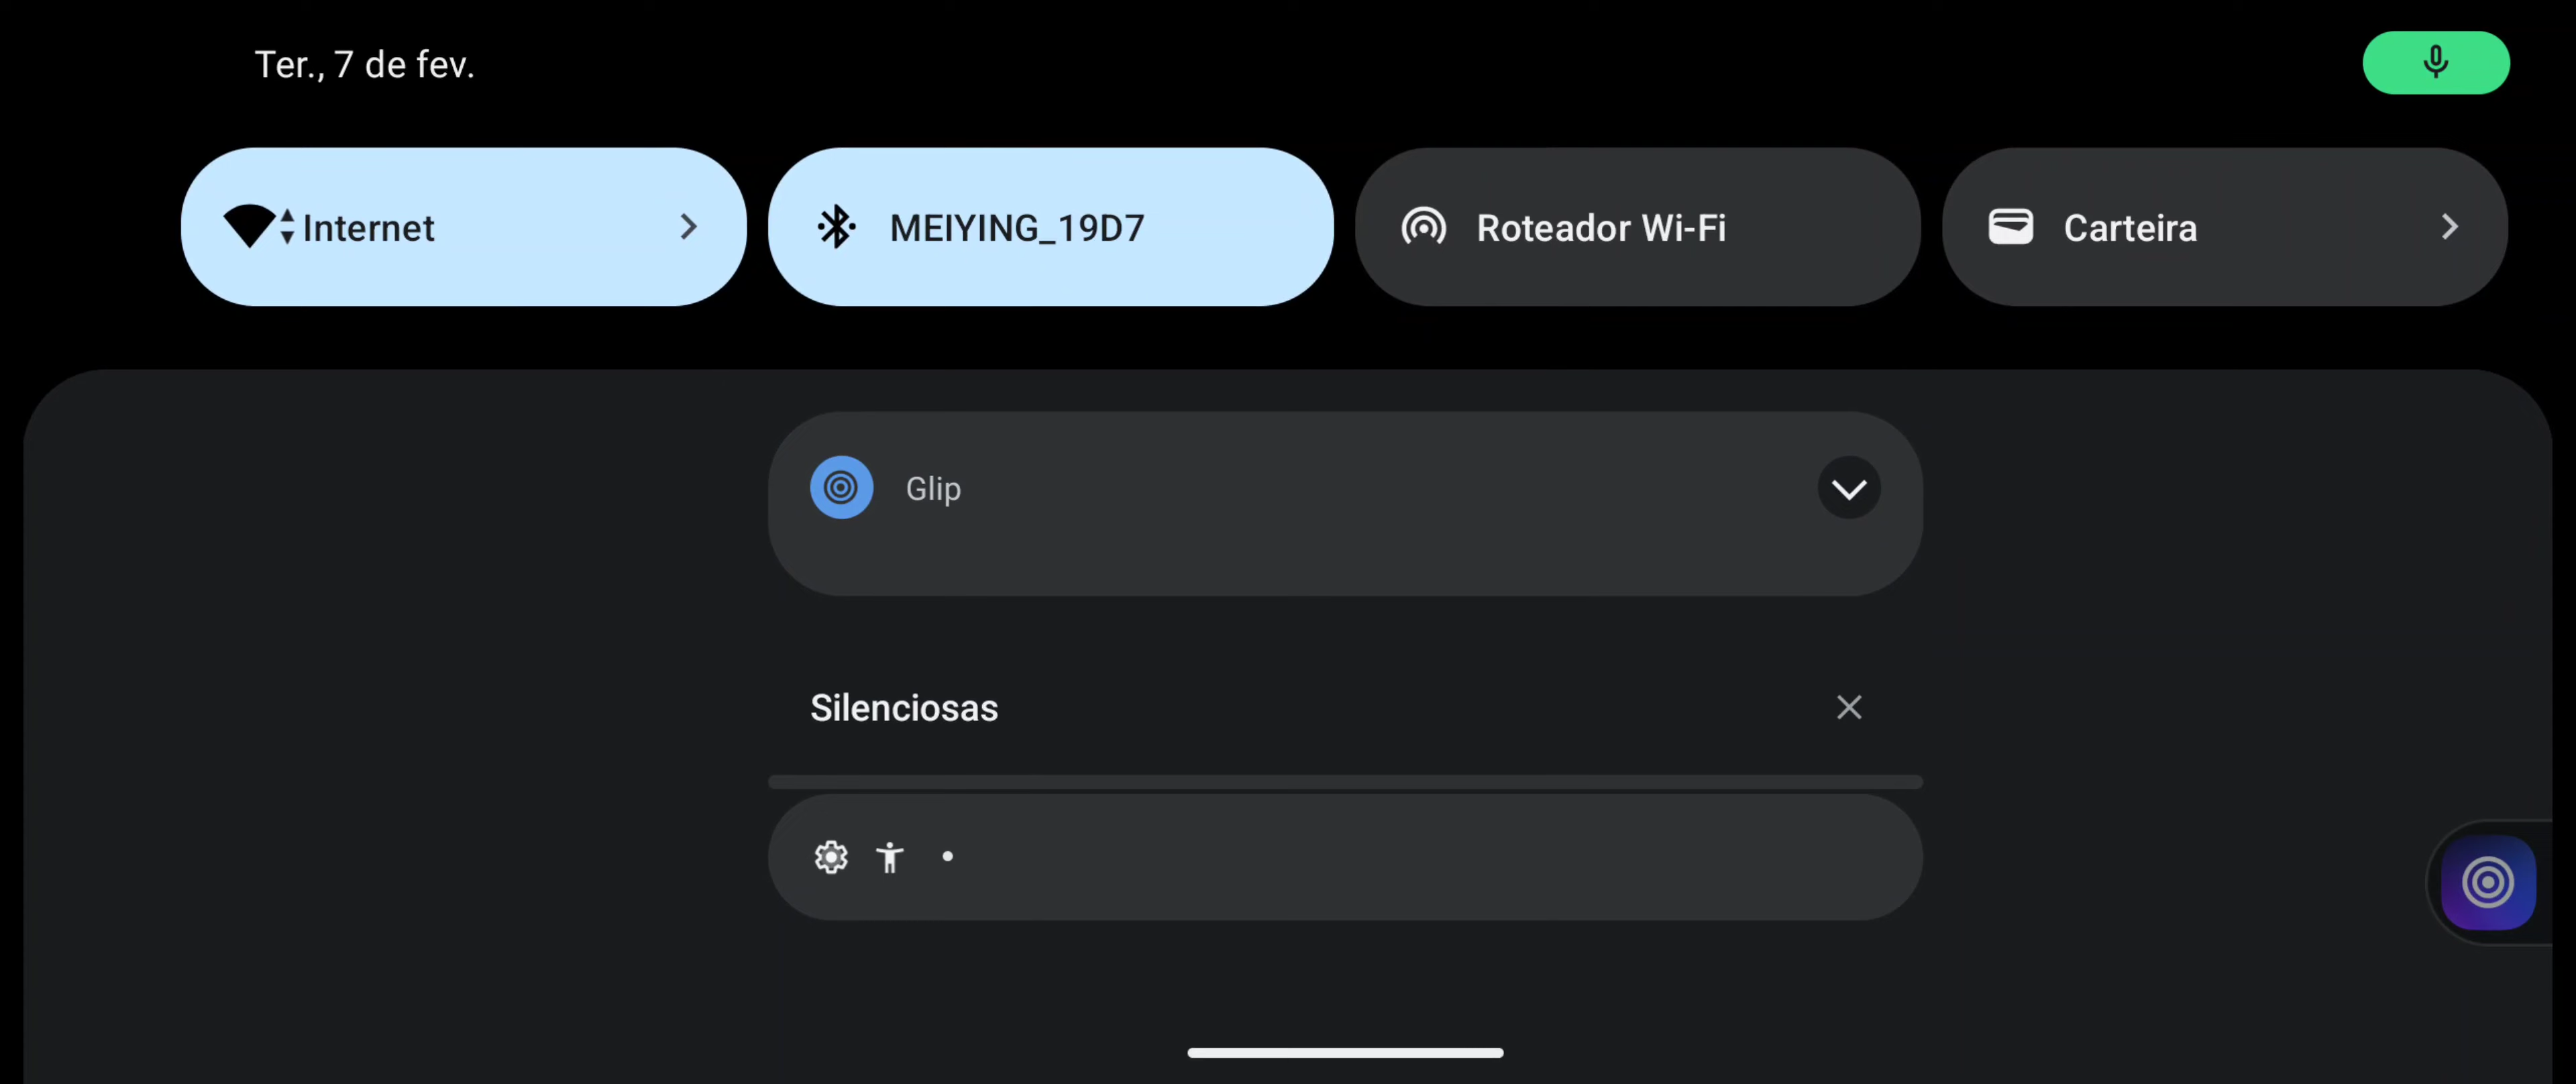 Ter., 7 de fev.
Internet
MEIYING_19D7
Roteador Wi-Fi
Carteira
Glip
Silenciosas